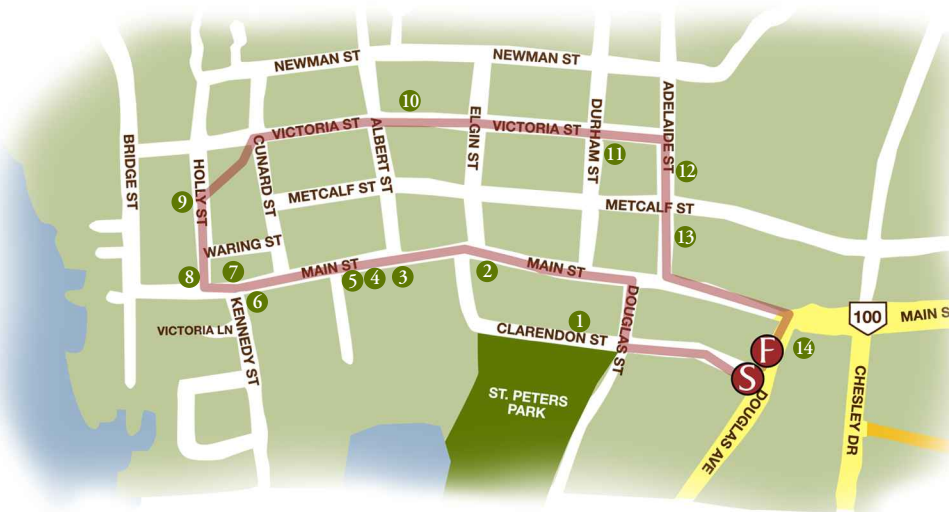 NEWMAN ST
NEWMAN ST
10
VICTORIA ST
VICTORIA ST
BRIDGE ST
HOLLY ST
CUNARD ST
ALBERT ST
ELGIN ST
DURHAM ST
ADELAIDE ST
11
12
9
METCALF ST
METCALF ST
13
WARING ST
8
7
MAIN ST
5
4
3
2
MAIN ST
6
KENNEDY ST
VICTORIA LN
1
CLARENDON ST
DOUGLAS ST
100
MAIN S
14
F
S
ST. PETERS
PARK
DOUGLAS AVE
CHESLEY DR